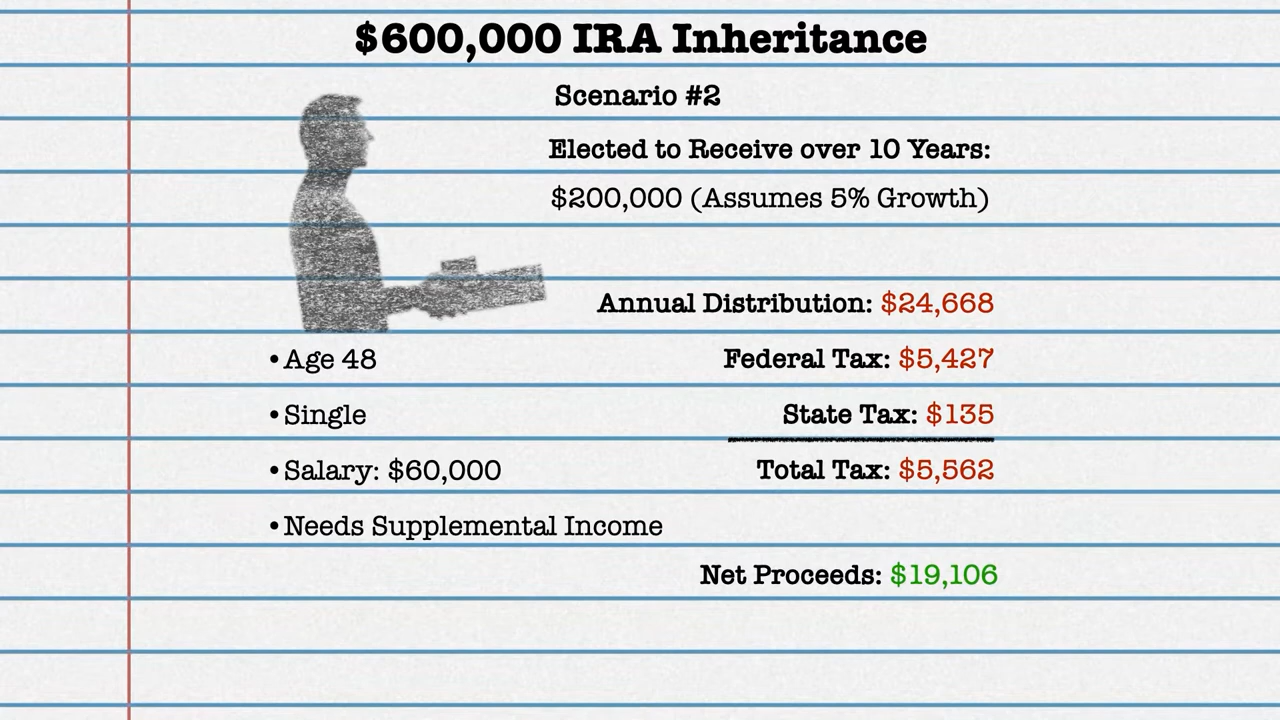 $600,000 IRA Inheritance
Scenario #2
Elected to Receive over 10 Years:
$200,000 (Assumes 5% Growth)
Annual Distribution: $24,668
• Age 48
Federal Tax: $5,427
• Single
State Tax: $135
• Salary: $60,000
Total Tax: $5,562
• Needs Supplemental Income
Net Proceeds: $19,106